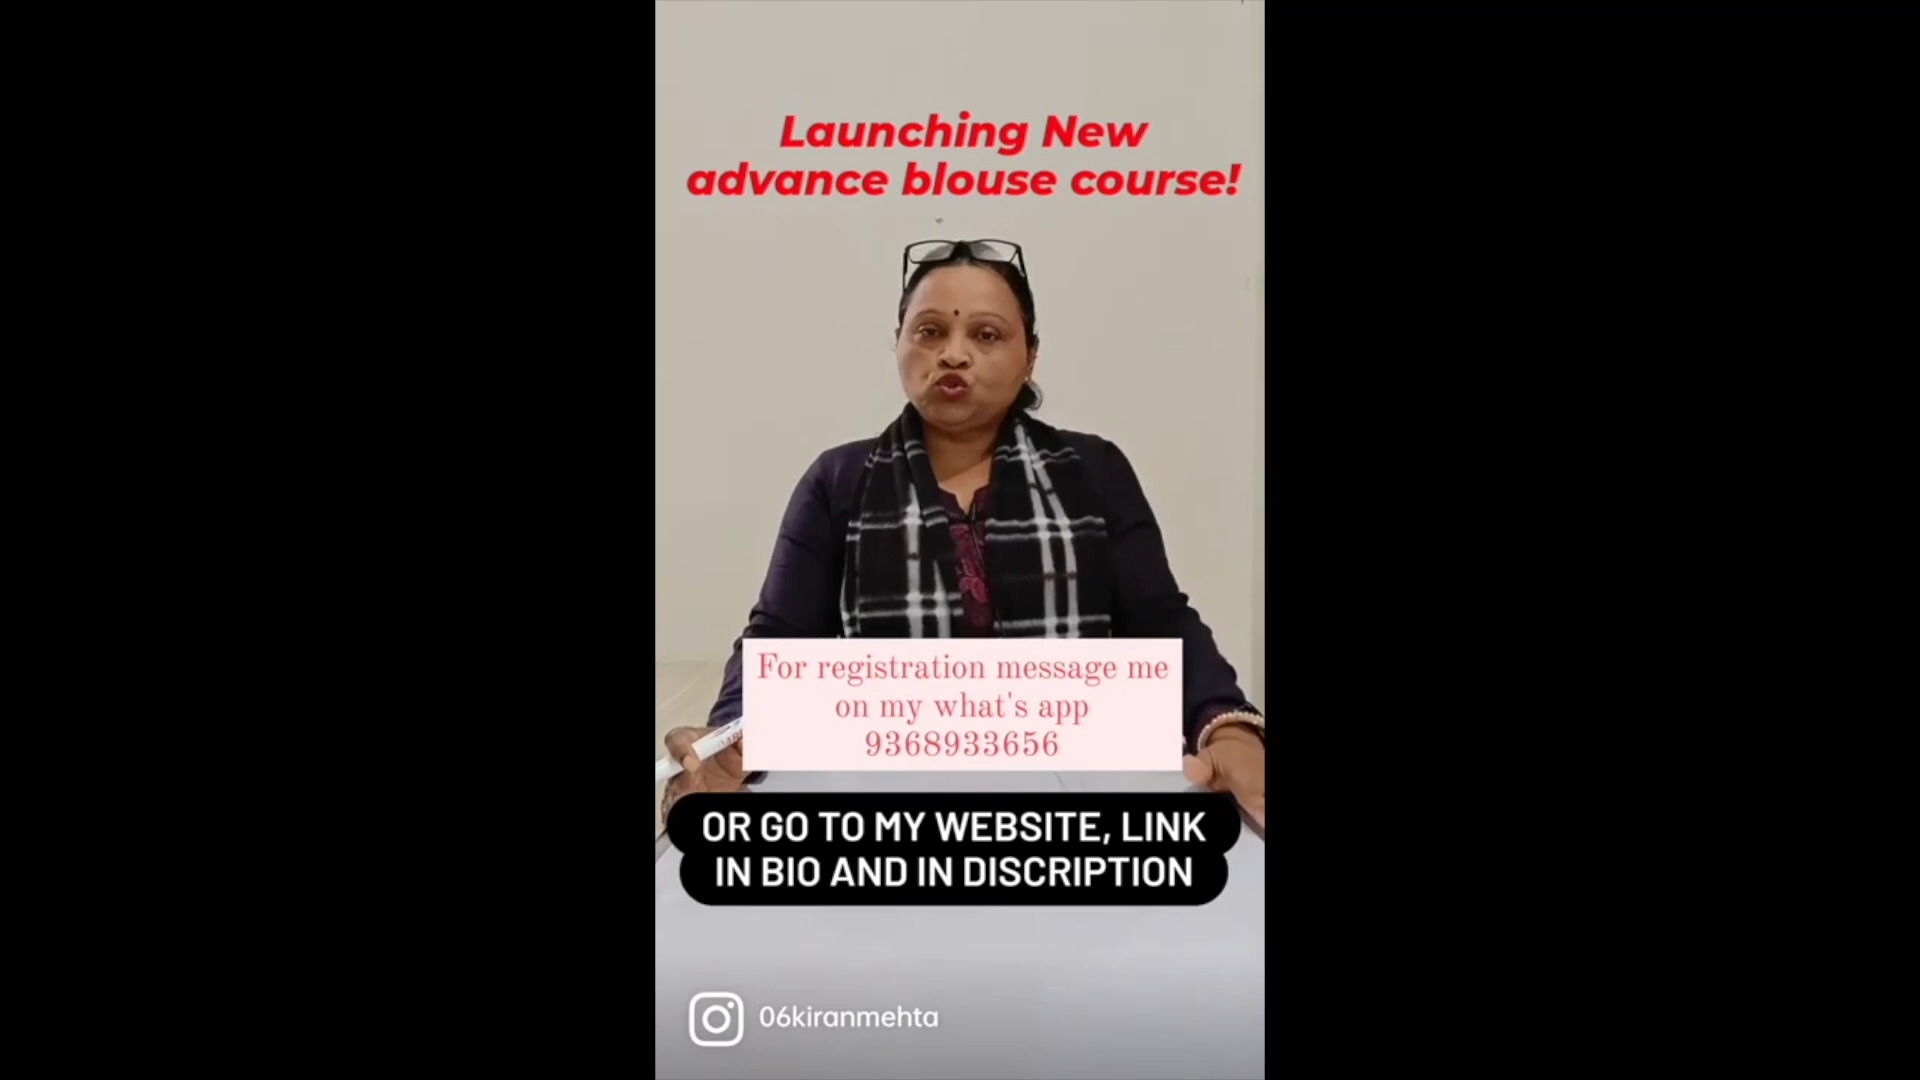 Launching New
advance blouse course!
For registration message me
on my what's app
9368933656
OR GO TO MY WEBSITE, LINK
IN BIO AND IN DISCRIPTION
06kiranmehta